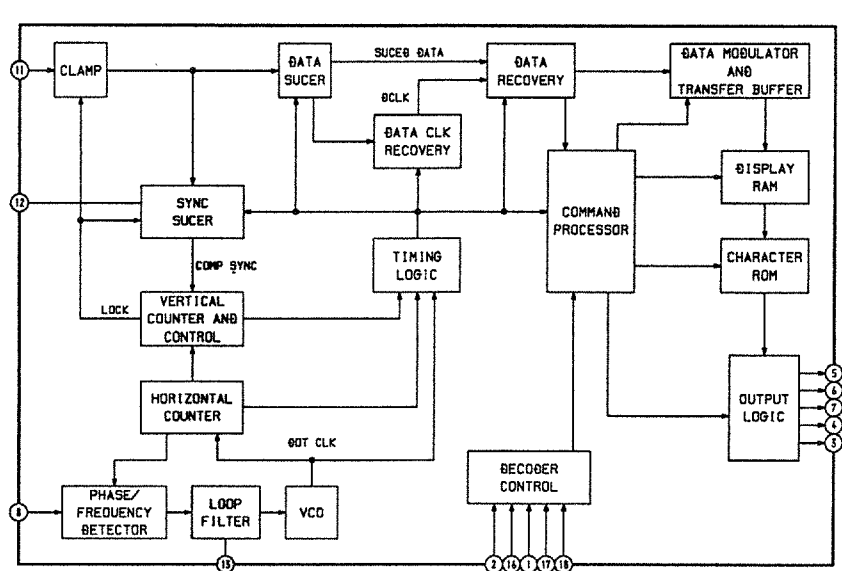 11
CLAMP
DATA
SUCER
SUCED DATA
DATA
RECOVERY
DATA MODULATOR
AND
TRANSFER BUFFER
DCLK
DATA CLK
RECOVERY
DISPLAY
RAM
12
SYNC
SUCER
COMMAND
PROCESSOR
COMP SYNC
TIMING
LOGIC
CHARACTER
ROM
LOCK
VERTICAL
COUNTER AND
CONTROL
HORIZONTAL
COUNTER
OUTPUT
LOGIC
5
6
7
4
3
DOT CLK
DECODER
CONTROL
8
PHASE/
FREQUENCY
DETECTOR
LOOP
FILTER
VCO
13
2
16
1
17
18